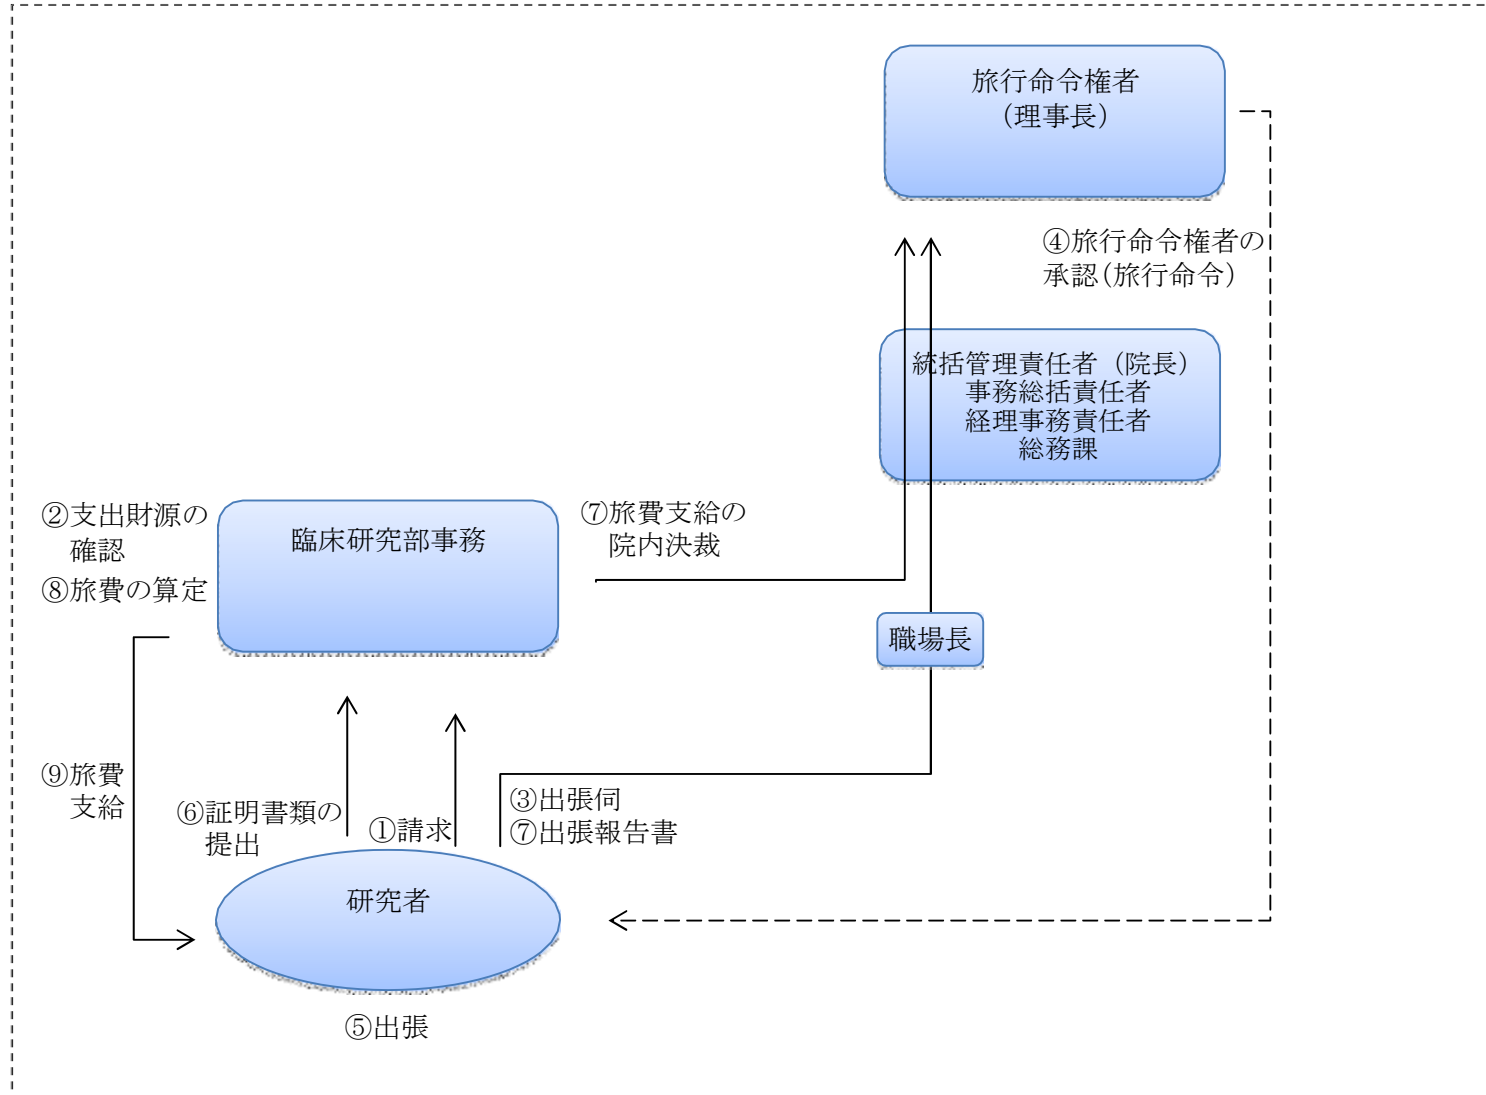 旅行命令権者
（理事長）
④旅行命令権者の
承認（旅行命令）
統括管理責任者（院長）
事務総括責任者
経理事務責任者
総務課
②支出財源の
確認
⑧旅費の算定
臨床研究部事務
⑦旅費支給の
院内決裁
職場長
⑨旅費
支給
⑥証明書類の
提出
①請求
③出張伺
⑦出張報告書
研究者
⑤出張